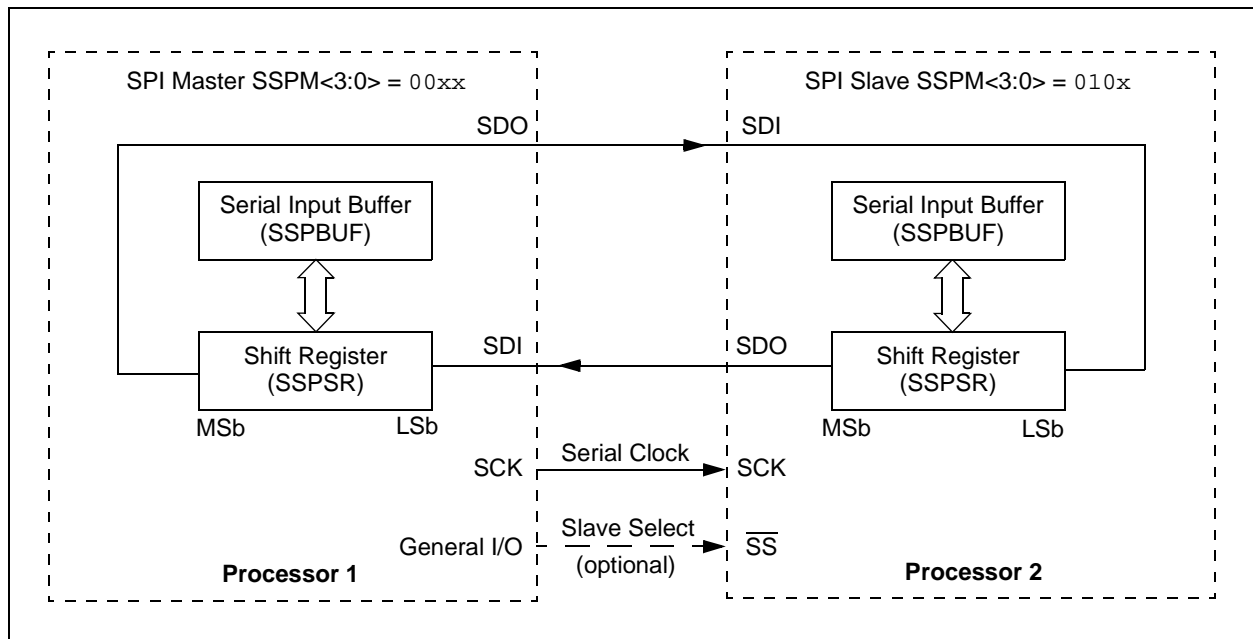 SPI Master SSPM<3:0> = 00xx
SDO
Serial Input Buffer
(SSPBUF)
Shift Register
(SSPSR)
MSb
LSb
SDI
SCK
General I/O
Processor 1
Serial Clock
Slave Select
(optional)
SPI Slave SSPM<3:0> = 010x
SDI
Serial Input Buffer
(SSPBUF)
SDO
Shift Register
(SSPSR)
MSb
LSb
SCK
S̅S̅
Processor 2